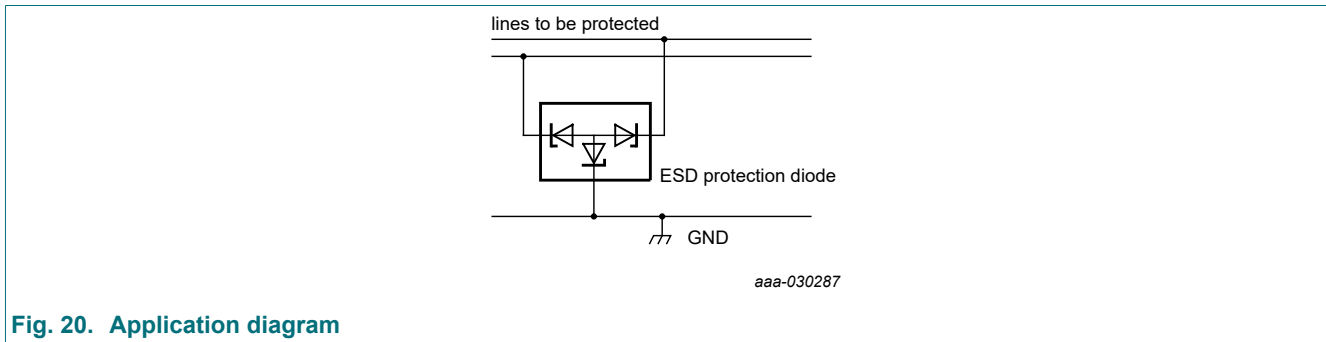 lines to be protected
ESD protection diode
GND
aaa-030287
Fig. 20. Application diagram